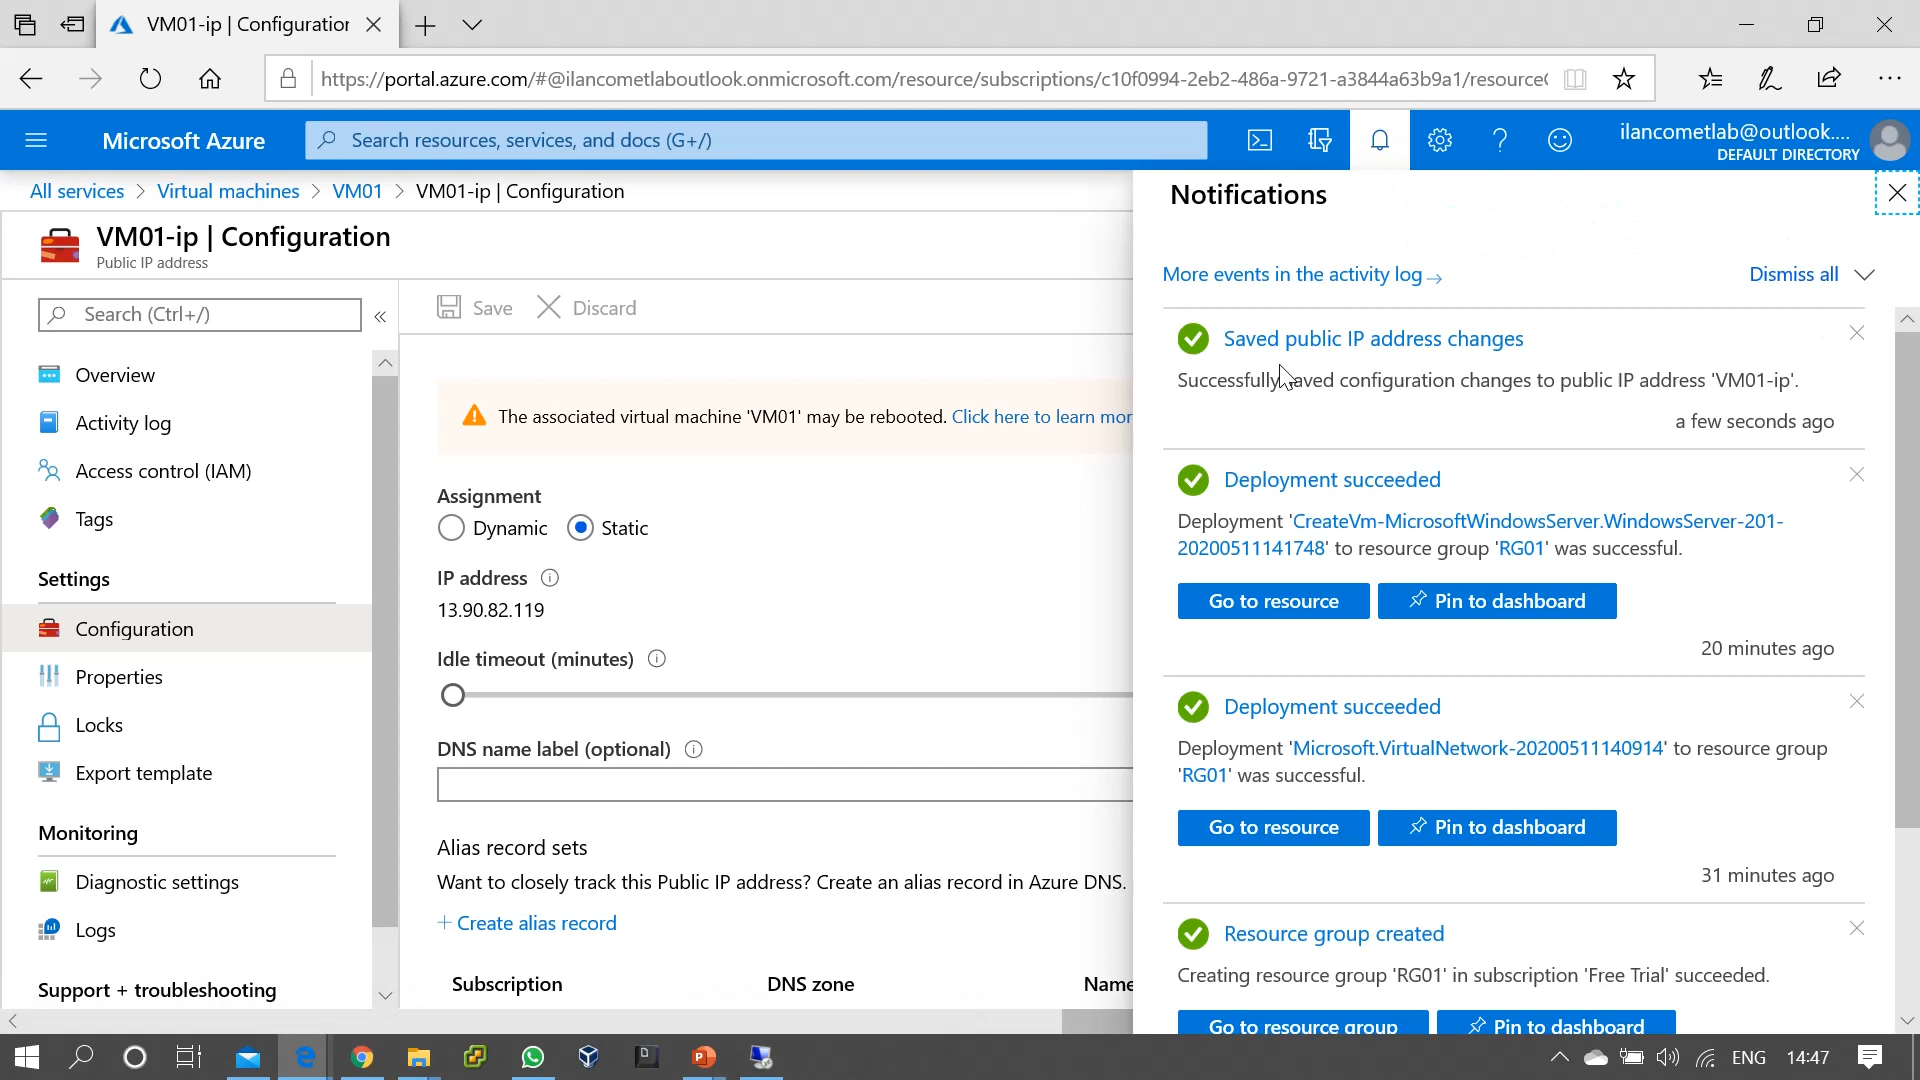 VM01-ip | Configuration
https://portal.azure.com/#@ilancometlaboutlook.onmicrosoft.com/resource/subscriptions/c10f0994-2eb2-486a-9721-a3844a63b9a1/resource
Microsoft Azure
Search resources, services, and docs (G+/)
ilancometlab@outlook....
DEFAULT DIRECTORY
All services > Virtual machines > VM01 > VM01-ip | Configuration
VM01-ip | Configuration
Public IP address
Search (Ctrl+/)
«
Overview
Activity log
Access control (IAM)
Tags
Settings
Configuration
Properties
Locks
Export template
Monitoring
Diagnostic settings
Logs
Support + troubleshooting
Save
Discard
The associated virtual machine 'VM01' may be rebooted. Click here to learn mor
Assignment
Dynamic
Static
IP address
13.90.82.119
Idle timeout (minutes)
DNS name label (optional)
Alias record sets
Want to closely track this Public IP address? Create an alias record in Azure DNS.
+ Create alias record
Subscription
DNS zone
Name
Notifications
More events in the activity log →
Dismiss all
Saved public IP address changes
Successfully saved configuration changes to public IP address 'VM01-ip'.
a few seconds ago
Deployment succeeded
Deployment 'CreateVm-MicrosoftWindowsServer.WindowsServer-201-
20200511141748' to resource group 'RG01' was successful.
Go to resource
Pin to dashboard
20 minutes ago
Deployment succeeded
Deployment 'Microsoft.VirtualNetwork-20200511140914' to resource group
'RG01' was successful.
Go to resource
Pin to dashboard
31 minutes ago
Resource group created
Creating resource group 'RG01' in subscription 'Free Trial' succeeded.
Go to resource group
Pin to dashboard
ENG
14:47